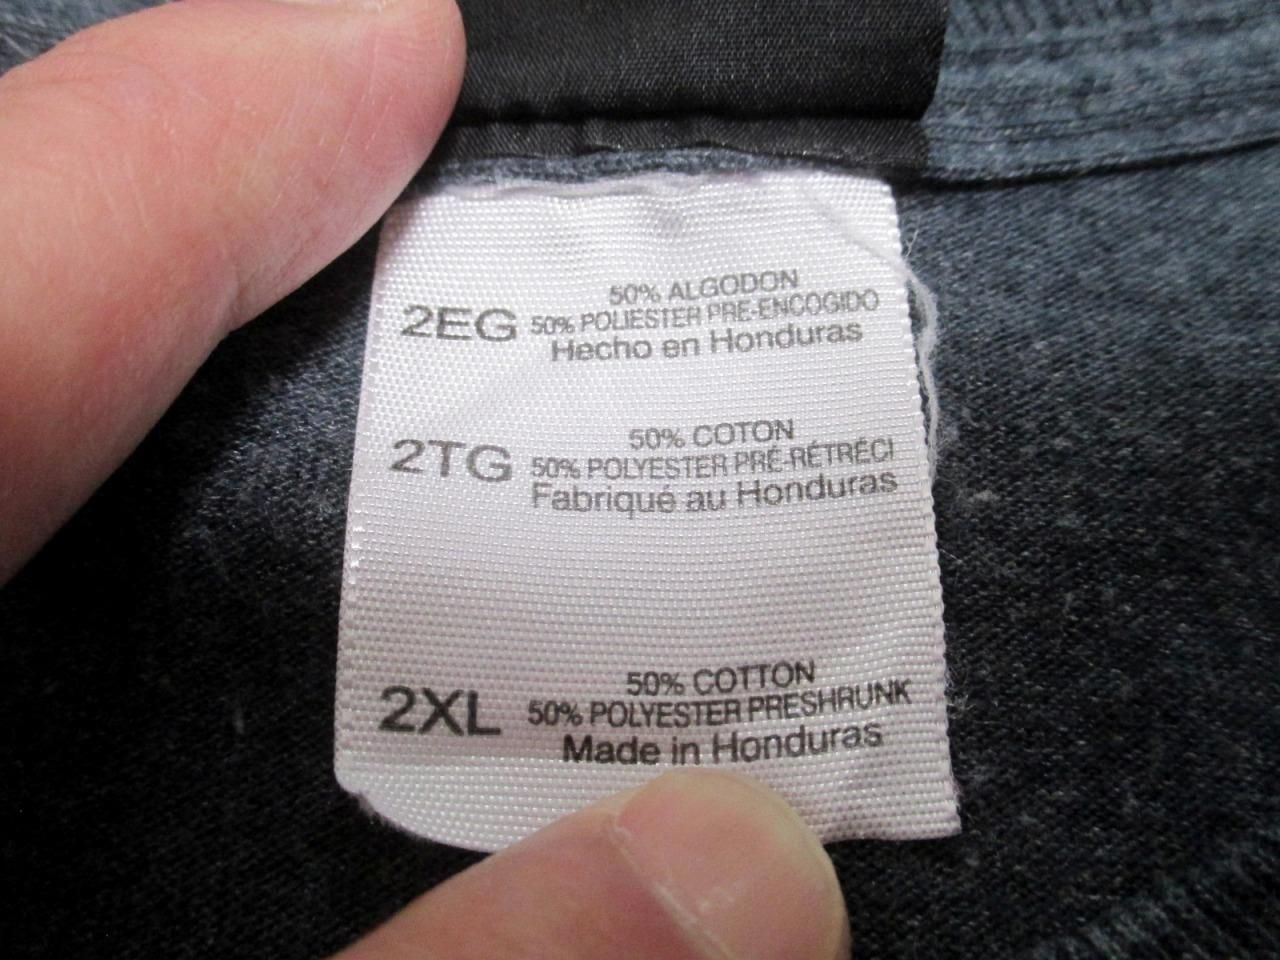 2EG
50% ALGODON
50% POLIESTER PRE-ENCOGIDO
Hecho en Honduras
2TG
50% COTON
50% POLYESTER PRÉ-RÉTRÉCI
Fabriqué au Honduras
2XL
50% COTTON
50% POLYESTER PRESHRUNK
Made in Honduras